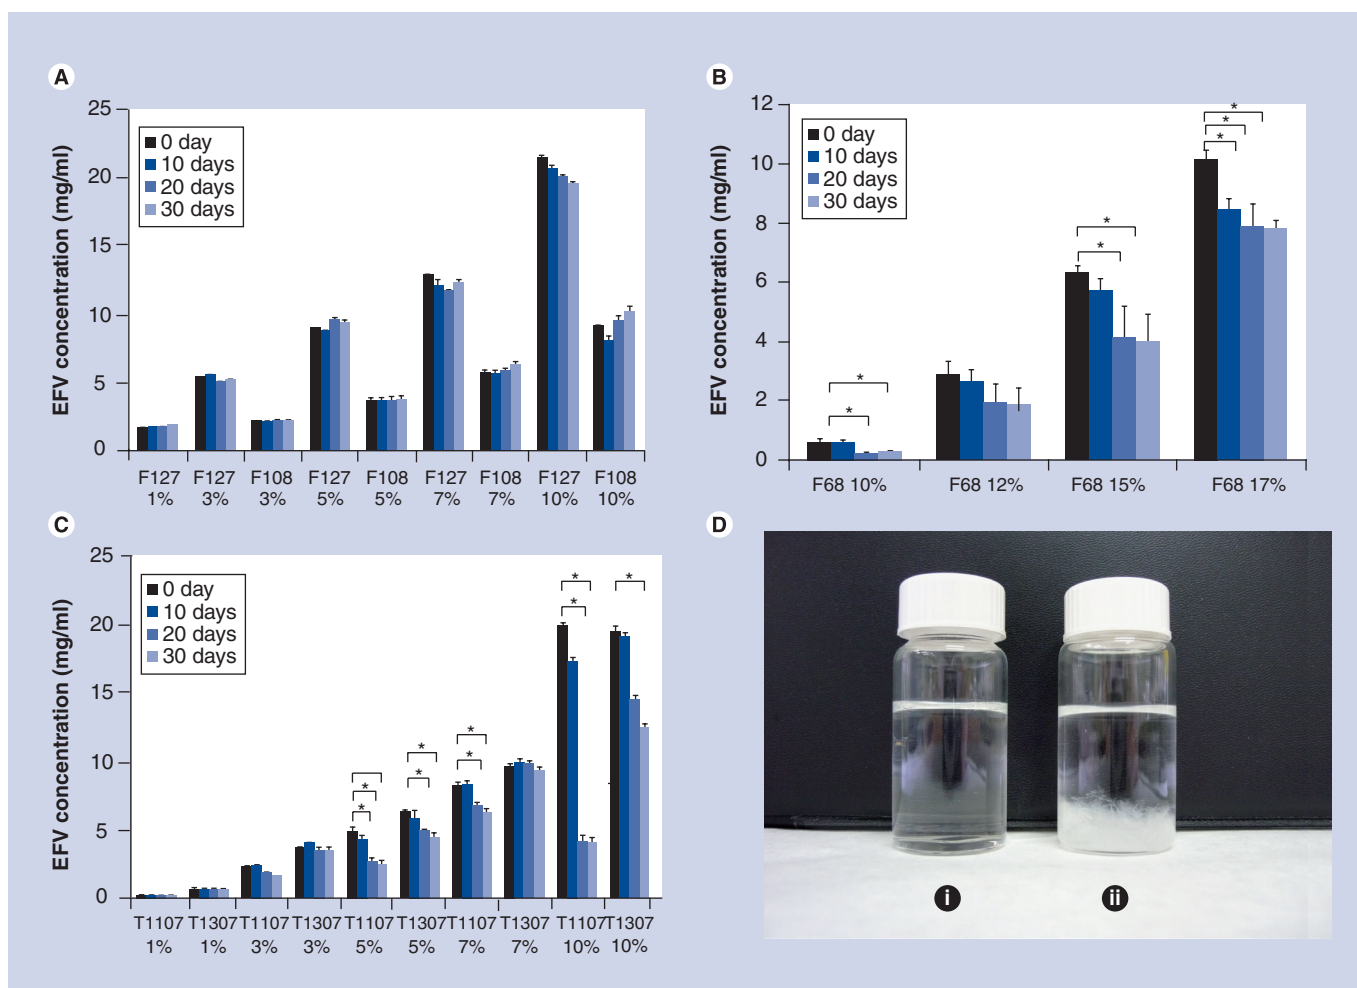 A
EFV concentration (mg/ml)
25
20
15
10
5
0
0 day
10 days
20 days
30 days
F127 F127 F108 F127 F108 F127 F108 F127 F108
1% 3% 3% 5% 5% 7% 7% 10% 10%
B
EFV concentration (mg/ml)
12
10
8
6
4
2
0
0 day
10 days
20 days
30 days
* * * * * * *
F68 10% F68 12% F68 15% F68 17%
C
EFV concentration (mg/ml)
25
20
15
10
5
0
0 day
10 days
20 days
30 days
* * * * * * * * *
T1107 T1307 T1107 T1307 T1107 T1307 T1107 T1307 T1107 T1307
1% 1% 3% 3% 5% 5% 7% 7% 10% 10%
D
i ii